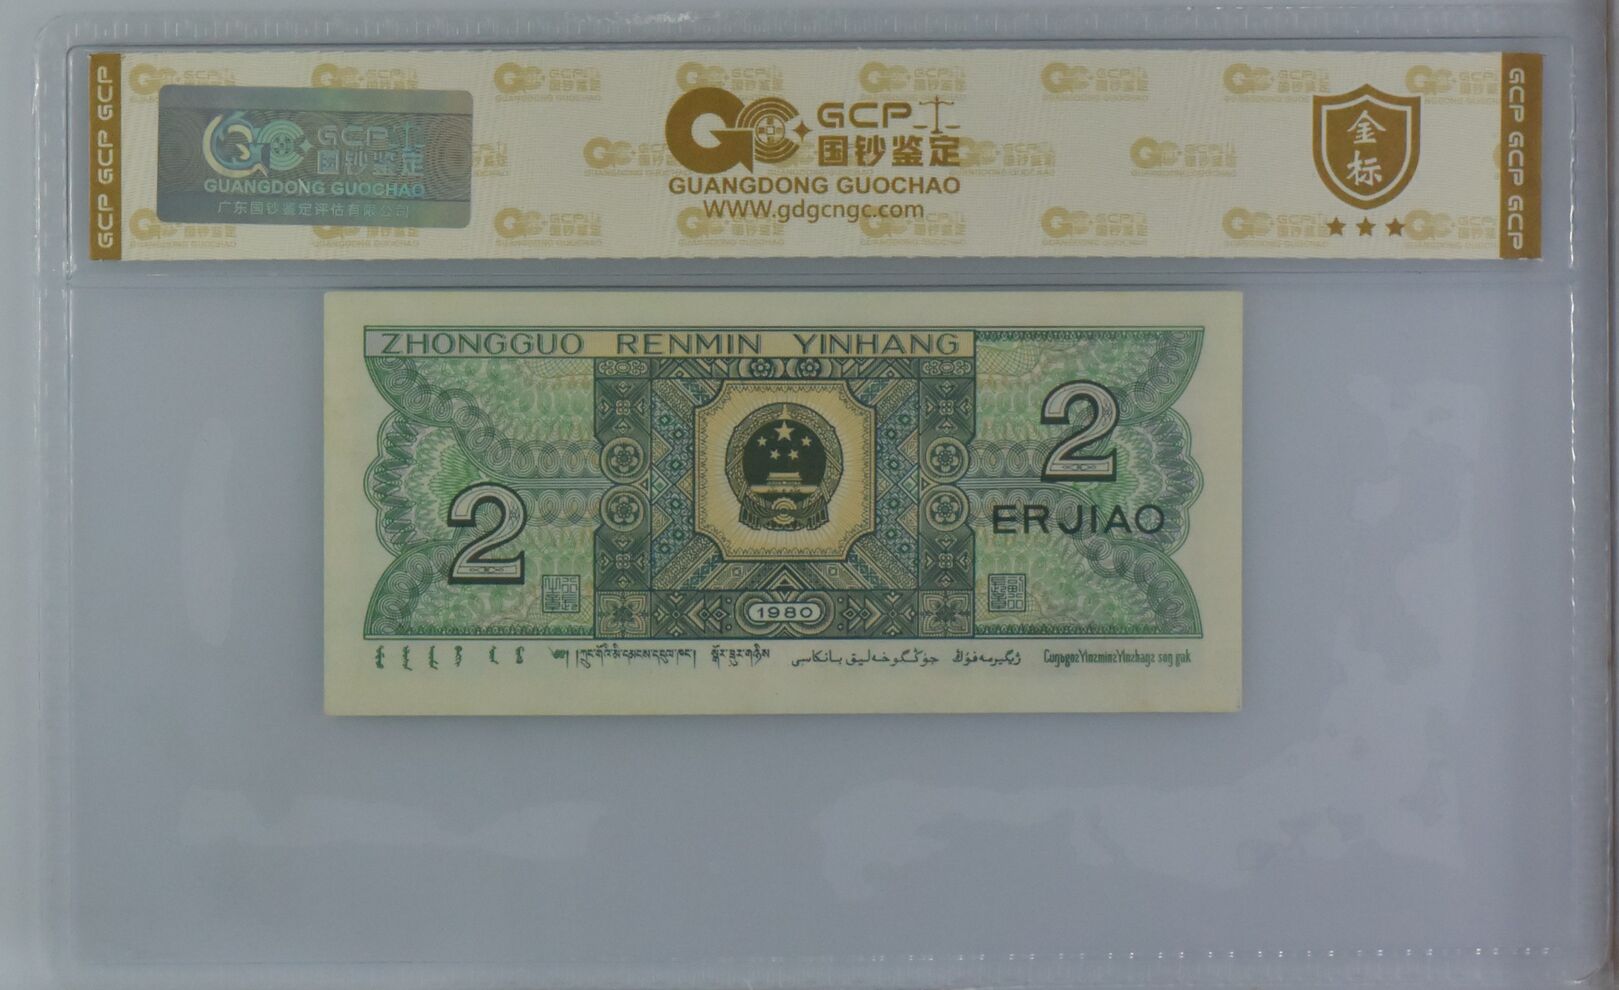 GCP GCP GCP
GCP
国钞鉴定
GUANGDONG GUOCHAO
广东国钞鉴定评估有限公司
GCP
国钞鉴定
GUANGDONG GUOCHAO
WWW.gdgcngc.com
金
标
GCP GCP GCP
ZHONGGUO RENMIN YINHANG
2
2
ER JIAO
1980